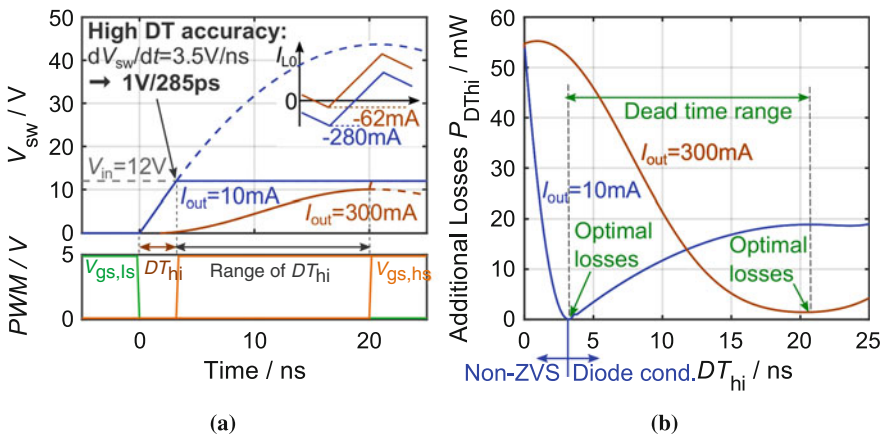 High DT accuracy:
dVsw/dt=3.5V/ns
→ 1V/285ps
IL0
0
-62mA
-280mA
Vin=12V
Iout=10mA
Iout=300mA
50
40
30
20
10
0
Vsw / V
Vgs,ls
DThi
Range of DThi
Vgs,hs
5
0
PWM / V
0
10
20
Time / ns
(a)
60
50
40
30
20
10
0
Additional Losses PDThi / mW
Dead time range
Iout=300mA
Iout=10mA
Optimal
losses
Optimal
losses
0
5
10
15
20
25
Non-ZVS
Diode cond.
DThi / ns
(b)